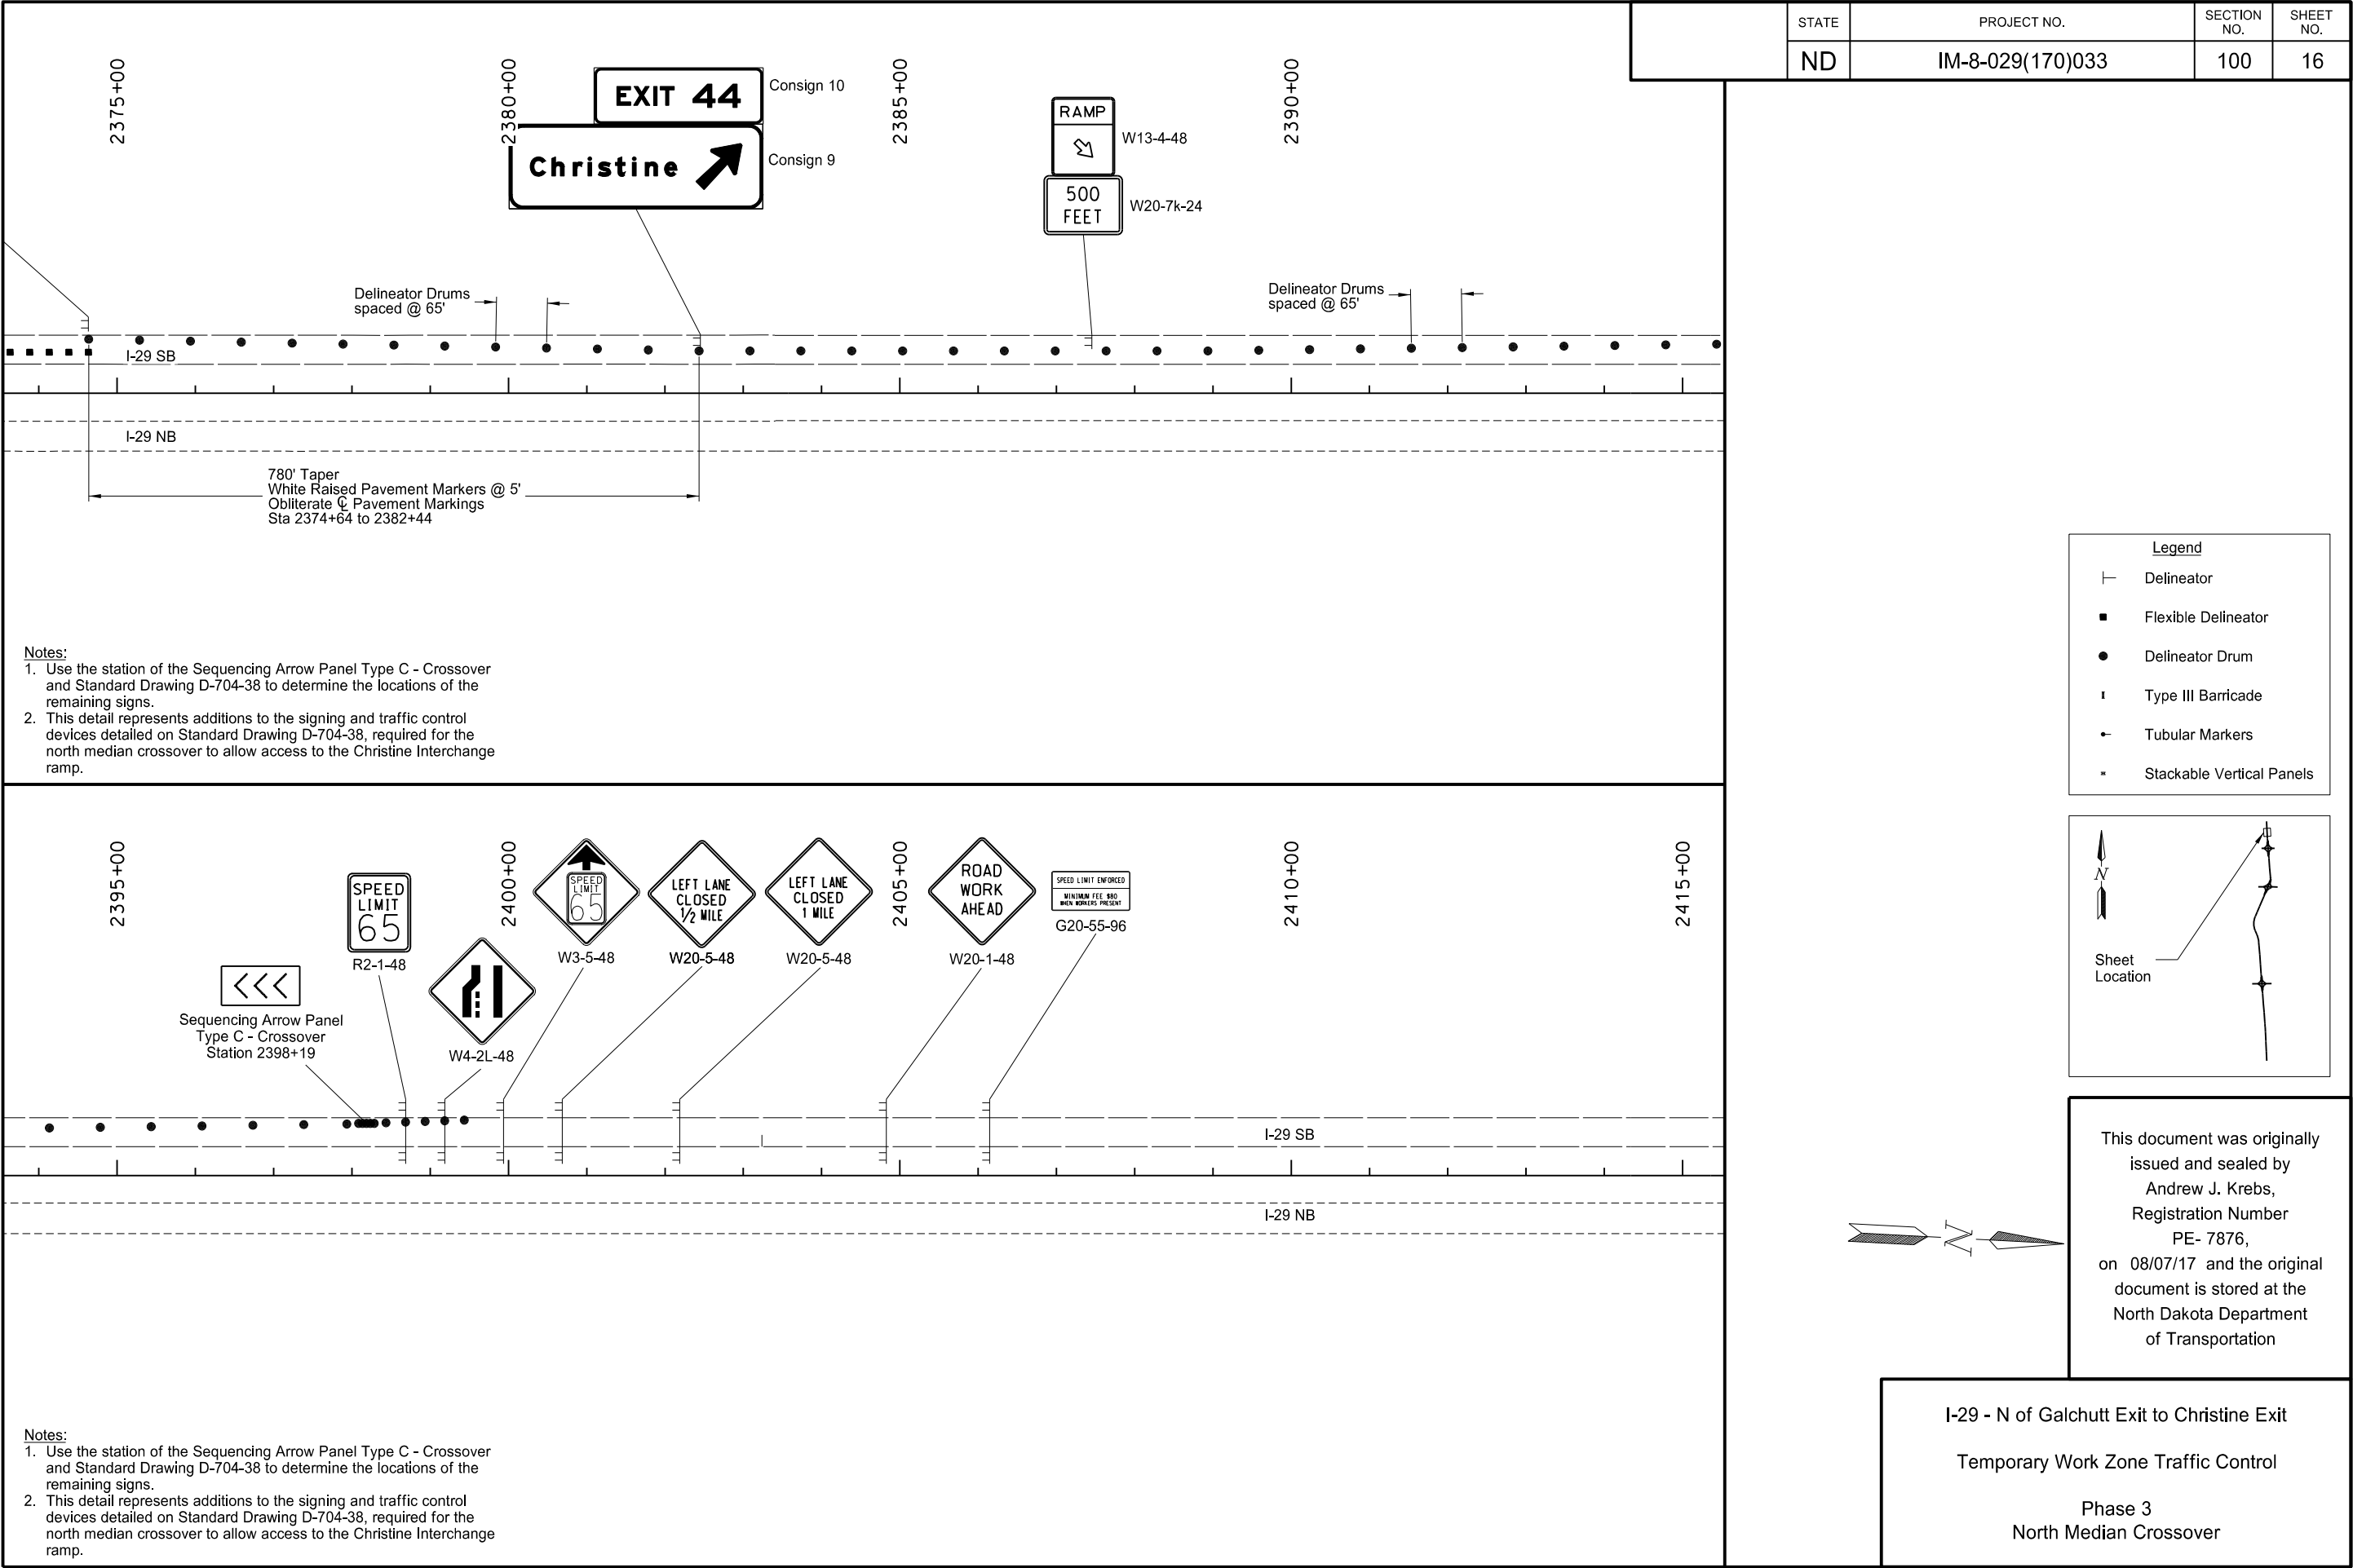 STATE
PROJECT NO.
SECTION NO.
SHEET NO.
ND
IM-8-029(170)033
100
16
2375+00
2380+00
2385+00
2390+00
EXIT 44
Consign 10
Christine
Consign 9
RAMP
W13-4-48
500
FEET
W20-7k-24
Delineator Drums
spaced @ 65'
Delineator Drums
spaced @ 65'
I-29 SB
I-29 NB
780' Taper
White Raised Pavement Markers @ 5'
Obliterate ℄ Pavement Markings
Sta 2374+64 to 2382+44
Notes:
1. Use the station of the Sequencing Arrow Panel Type C - Crossover
and Standard Drawing D-704-38 to determine the locations of the
remaining signs.
2. This detail represents additions to the signing and traffic control
devices detailed on Standard Drawing D-704-38, required for the
north median crossover to allow access to the Christine Interchange
ramp.
Legend
Delineator
Flexible Delineator
Delineator Drum
Type III Barricade
Tubular Markers
Stackable Vertical Panels
N
Sheet
Location
2395+00
2400+00
2405+00
2410+00
2415+00
SPEED
LIMIT
65
R2-1-48
Sequencing Arrow Panel
Type C - Crossover
Station 2398+19
W4-2L-48
SPEED
LIMIT
65
W3-5-48
LEFT LANE
CLOSED
1/2 MILE
W20-5-48
LEFT LANE
CLOSED
1 MILE
W20-5-48
ROAD
WORK
AHEAD
W20-1-48
SPEED LIMIT ENFORCED
MINIMUM FEE $80
WHEN WORKERS PRESENT
G20-55-96
I-29 SB
I-29 NB
N
Notes:
1. Use the station of the Sequencing Arrow Panel Type C - Crossover
and Standard Drawing D-704-38 to determine the locations of the
remaining signs.
2. This detail represents additions to the signing and traffic control
devices detailed on Standard Drawing D-704-38, required for the
north median crossover to allow access to the Christine Interchange
ramp.
This document was originally
issued and sealed by
Andrew J. Krebs,
Registration Number
PE- 7876,
on 08/07/17 and the original
document is stored at the
North Dakota Department
of Transportation
I-29 - N of Galchutt Exit to Christine Exit
Temporary Work Zone Traffic Control
Phase 3
North Median Crossover